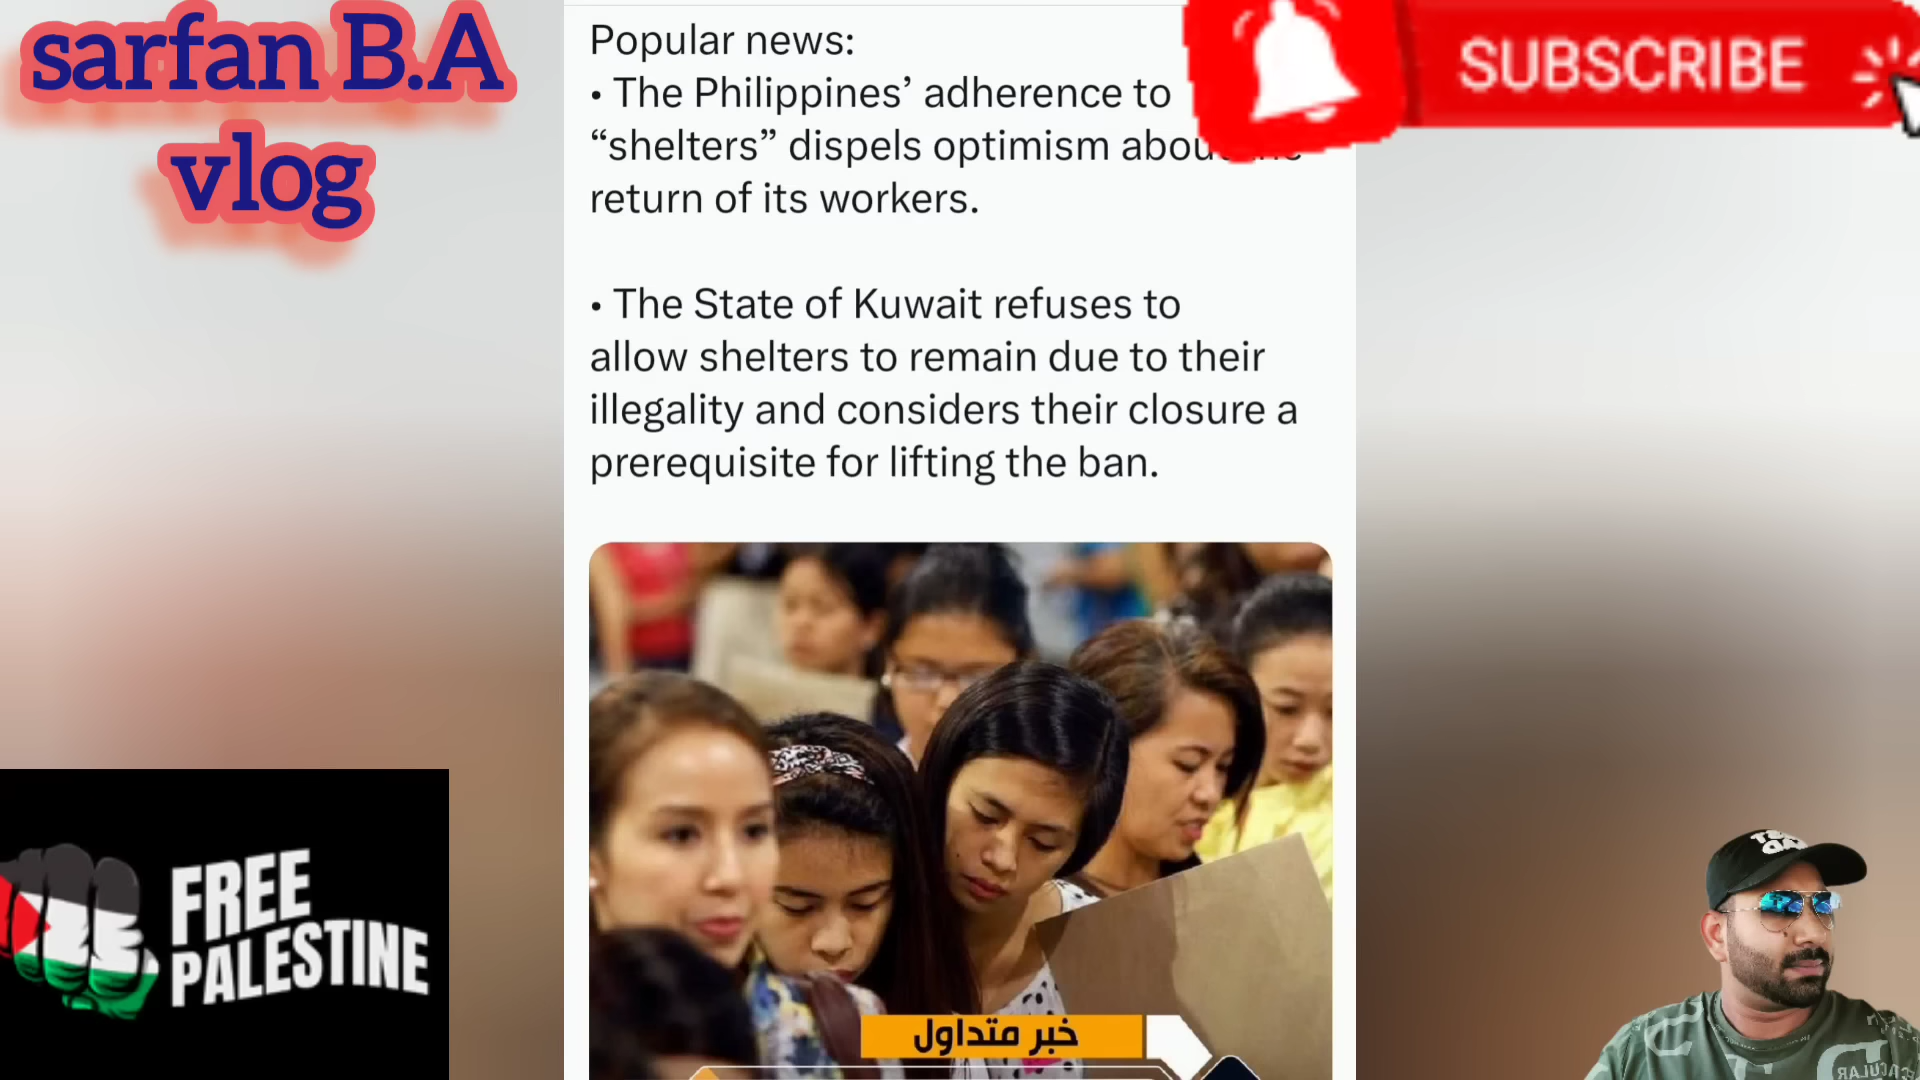 sarfan B.A
vlog
Popular news:
• The Philippines’ adherence to
“shelters” dispels optimism about the
return of its workers.
• The State of Kuwait refuses to
allow shelters to remain due to their
illegality and considers their closure a
prerequisite for lifting the ban.
SUBSCRIBE
FREE
PALESTINE
خبر متداول